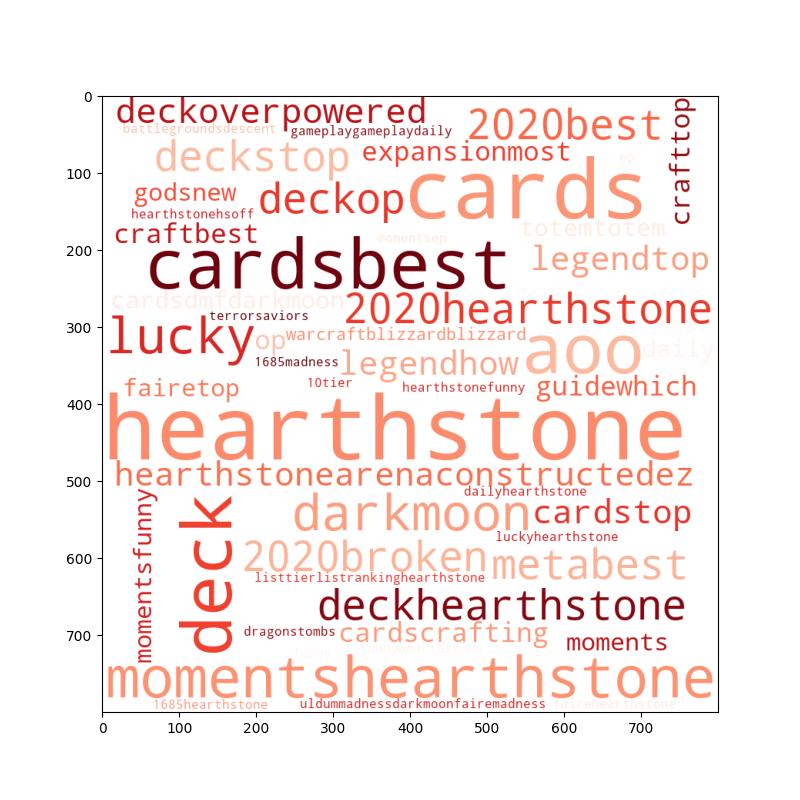 0
deckoverpowered
crafttop
2020best
battlegroundsdescent
gameplaygameplaydaily
deckstop
expansionmost
op
100
cards
godsnew
deckop
hearthstonehsoff
craftbest
totemtotem
momentsep
200
cardsbest
legendtop
cardsdmfdarkmoon
2020hearthstone
terrorsaviors
300
lucky
op
warcraftblizzardblizzard
aoo
daily
1685madness
legendhow
10tier
fairetop
hearthstonefunny
guidewhich
400
hearthstone
hearthstonearenaconstructedez
500
dailyhearthstone
momentsfunny
deck
darkmoon
cardstop
luckyhearthstone
600
2020broken
metabest
listtierlistrankinghearthstone
deckhearthstone
dragonstombs
cardscrafting
moments
700
momentshearthstone
1685hearthstone
uldummadnessdarkmoonfairemadness
fairehearthstone
0 100 200 300 400 500 600 700